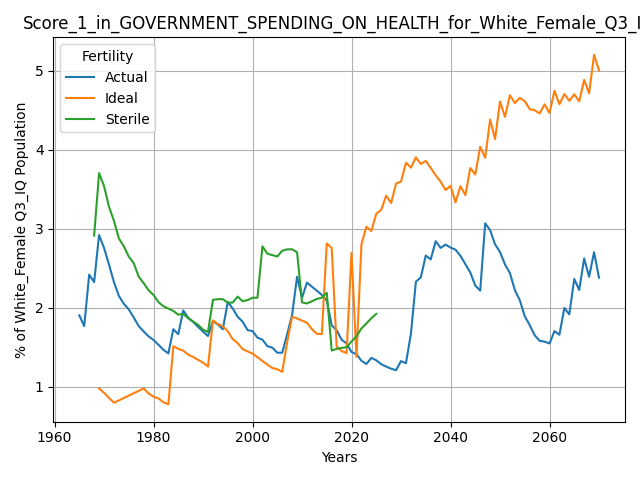 Score_1_in_GOVERNMENT_SPENDING_ON_HEALTH_for_White_Female_Q3_I
Fertility
Actual
Ideal
Sterile
% of White_Female Q3_IQ Population
5
4
3
2
1
1960
1980
2000
2020
2040
2060
Years